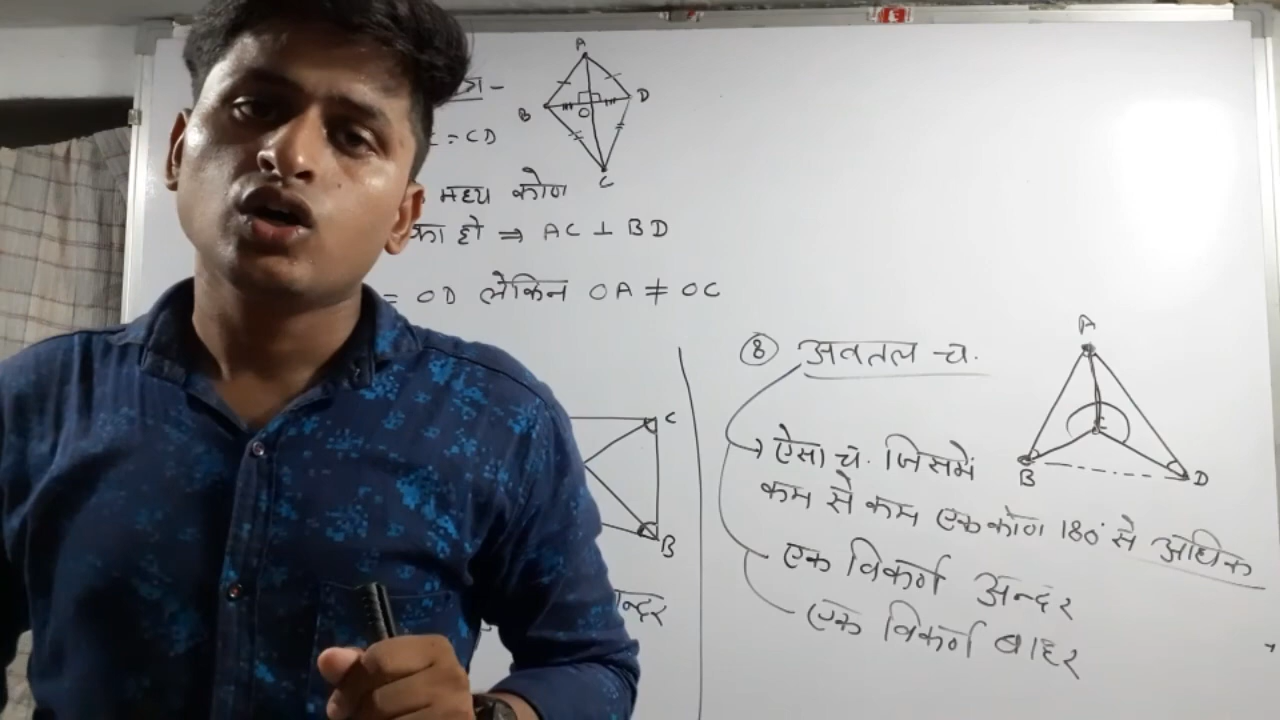 A
B
D
O
C
= CD
मध्य कोण
का हो ⇒ AC ⊥ BD
= OD लेकिन OA ≠ OC
C
B
न्दर
⑧ अवतल च.
A
C
B
D
→ ऐसा च. जिसमें
कम से कम एक कोण 180° से अधिक
एक विकर्ण अन्दर
एक विकर्ण बाहर